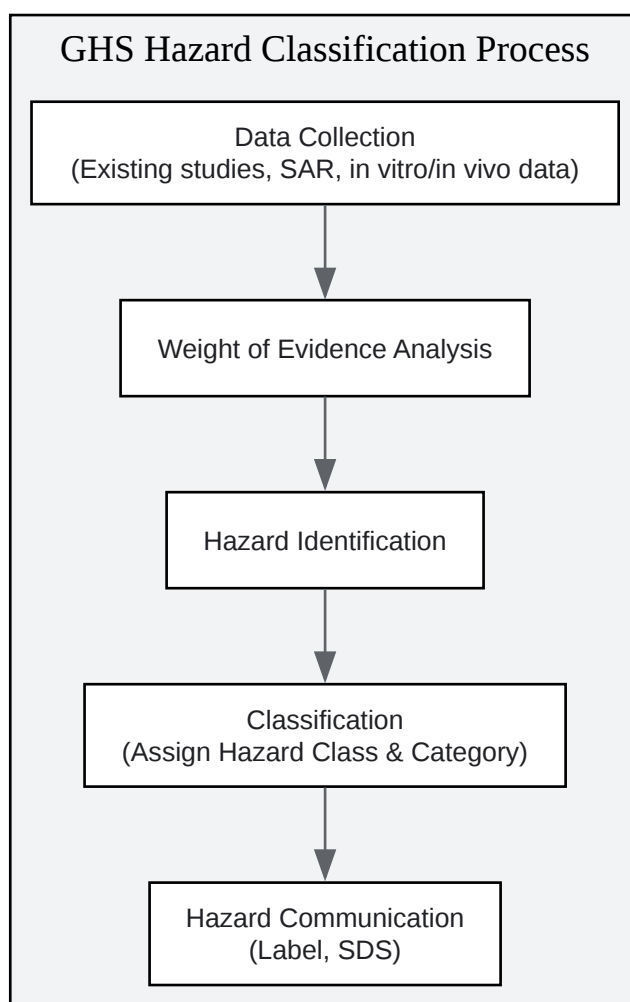 GHS Hazard Classification Process
Data Collection
(Existing studies, SAR, in vitro/in vivo data)
Weight of Evidence Analysis
Hazard Identification
Classification
(Assign Hazard Class & Category)
Hazard Communication
(Label, SDS)